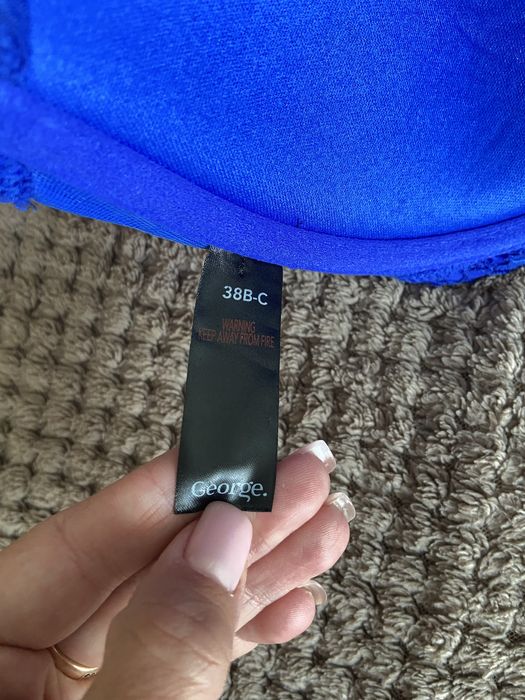 38B-C
WARNING
KEEP AWAY FROM FIRE
George.